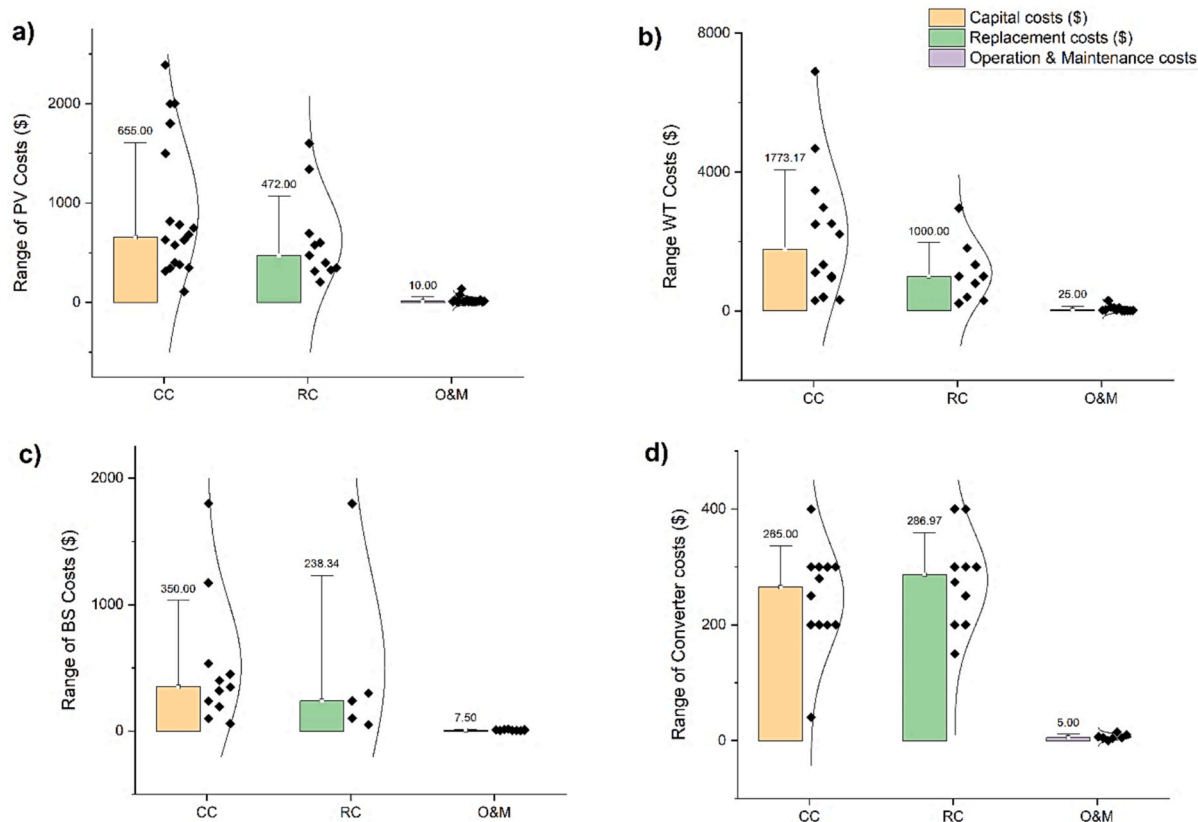 a)
Range of PV Costs ($)
2000
1000
0
655.00
472.00
10.00
CC
RC
O&M
b)
Capital costs ($)
Replacement costs ($)
Operation & Maintenance costs
Range WT Costs ($)
8000
4000
0
1773.17
1000.00
25.00
CC
RC
O&M
c)
Range of BS Costs ($)
2000
1000
0
350.00
238.34
7.50
CC
RC
O&M
d)
Range of Converter costs ($)
400
200
0
265.00
286.97
5.00
CC
RC
O&M